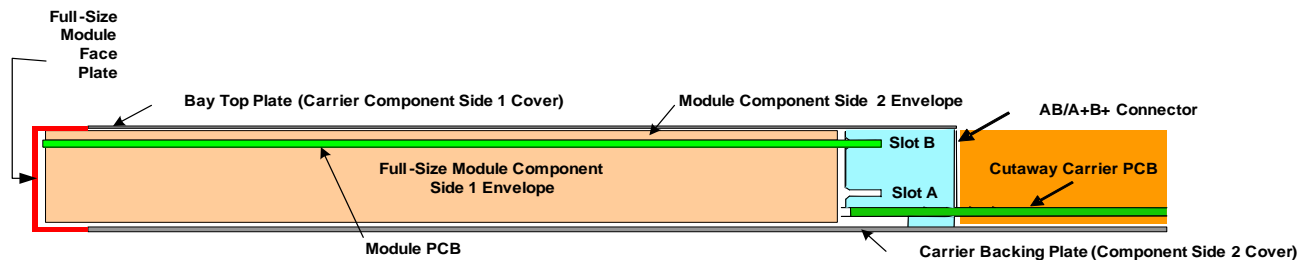 Full-Size
Module
Face
Plate
Bay Top Plate (Carrier Component Side 1 Cover)
Module Component Side 2 Envelope
AB/A+B+ Connector
Slot B
Full-Size Module Component
Side 1 Envelope
Cutaway Carrier PCB
Slot A
Module PCB
Carrier Backing Plate (Component Side 2 Cover)